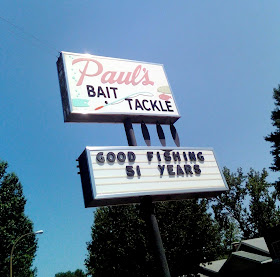 Paul's
BAIT
TACKLE
GOOD FISHING
51 YEARS